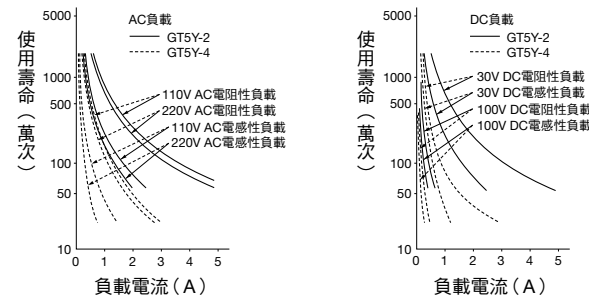 AC負載
GT5Y-2
GT5Y-4
使用壽命（萬次）
5000
1000
500
100
50
10
110V AC電阻性負載
220V AC電阻性負載
110V AC電感性負載
220V AC電感性負載
0 1 2 3 4 5
負載電流（A）
DC負載
GT5Y-2
GT5Y-4
使用壽命（萬次）
5000
1000
500
100
50
10
30V DC電阻性負載
30V DC電感性負載
100V DC電阻性負載
100V DC電感性負載
0 1 2 3 4 5
負載電流（A）